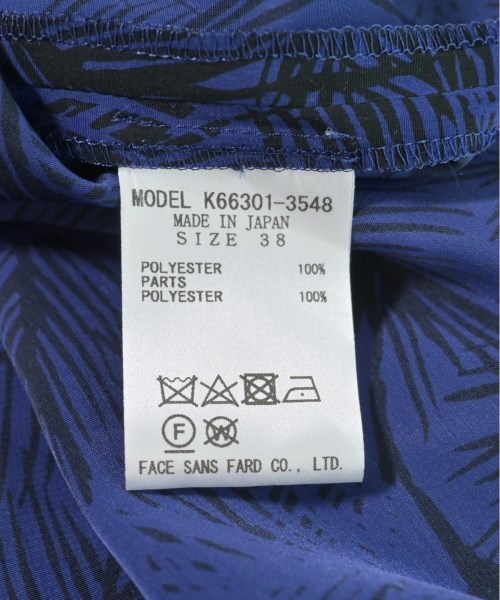 MODEL K66301-3548
MADE IN JAPAN
SIZE 38
POLYESTER 100%
PARTS
POLYESTER 100%
F W
FACE SANS FARD CO., LTD.